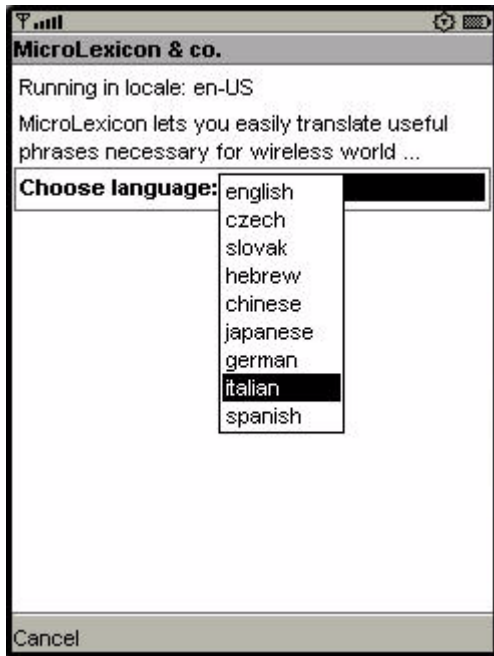 MicroLexicon & co.
Running in locale: en-US
MicroLexicon lets you easily translate useful
phrases necessary for wireless world ...
Choose language:
english
czech
slovak
hebrew
chinese
japanese
german
italian
spanish
Cancel